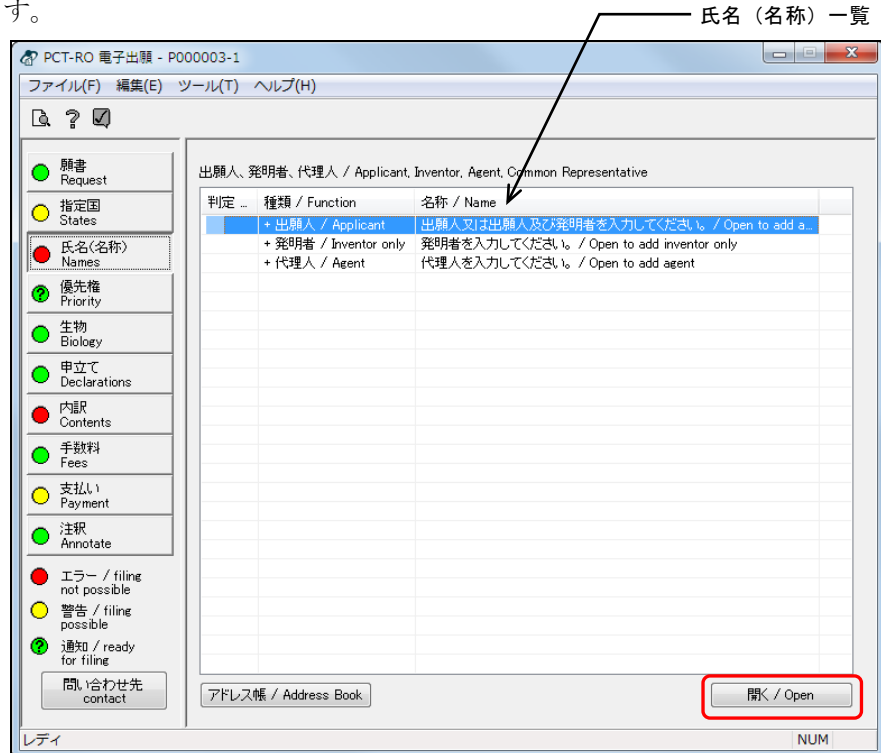 す。
氏名（名称）一覧
PCT-RO 電子出願 - P000003-1
ファイル(F) 編集(E) ツール(T) ヘルプ(H)
願書
Request
指定国
States
氏名(名称)
Names
優先権
Priority
生物
Biology
申立て
Declarations
内訳
Contents
手数料
Fees
支払い
Payment
注釈
Annotate
エラー / filing
not possible
警告 / filing
possible
通知 / ready
for filing
問い合わせ先
contact
出願人、発明者、代理人 / Applicant, Inventor, Agent, Common Representative
判定 ... 種類 / Function 名称 / Name
+ 出願人 / Applicant 出願人又は出願人及び発明者を入力してください。 / Open to add a...
+ 発明者 / Inventor only 発明者を入力してください。 / Open to add inventor only
+ 代理人 / Agent 代理人を入力してください。 / Open to add agent
アドレス帳 / Address Book
開く / Open
レディ
NUM